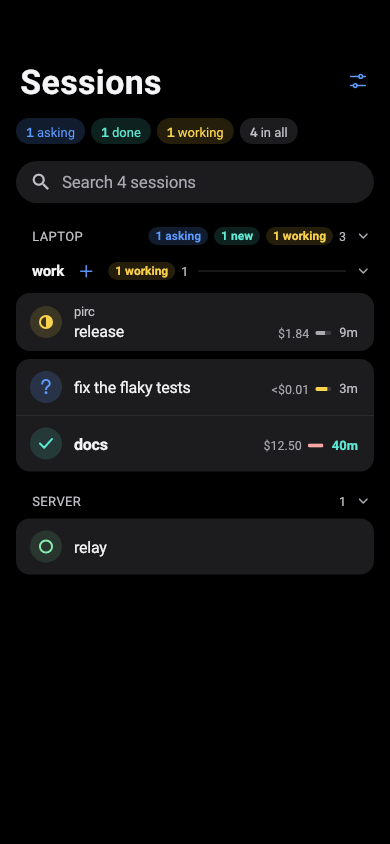 Sessions
1 asking 1 done 1 working 4 in all
Search 4 sessions
LAPTOP 1 asking 1 new 1 working 3
work + 1 working 1
pirc
release $1.84 9m
? fix the flaky tests <$0.01 3m
docs $12.50 40m
SERVER 1
relay